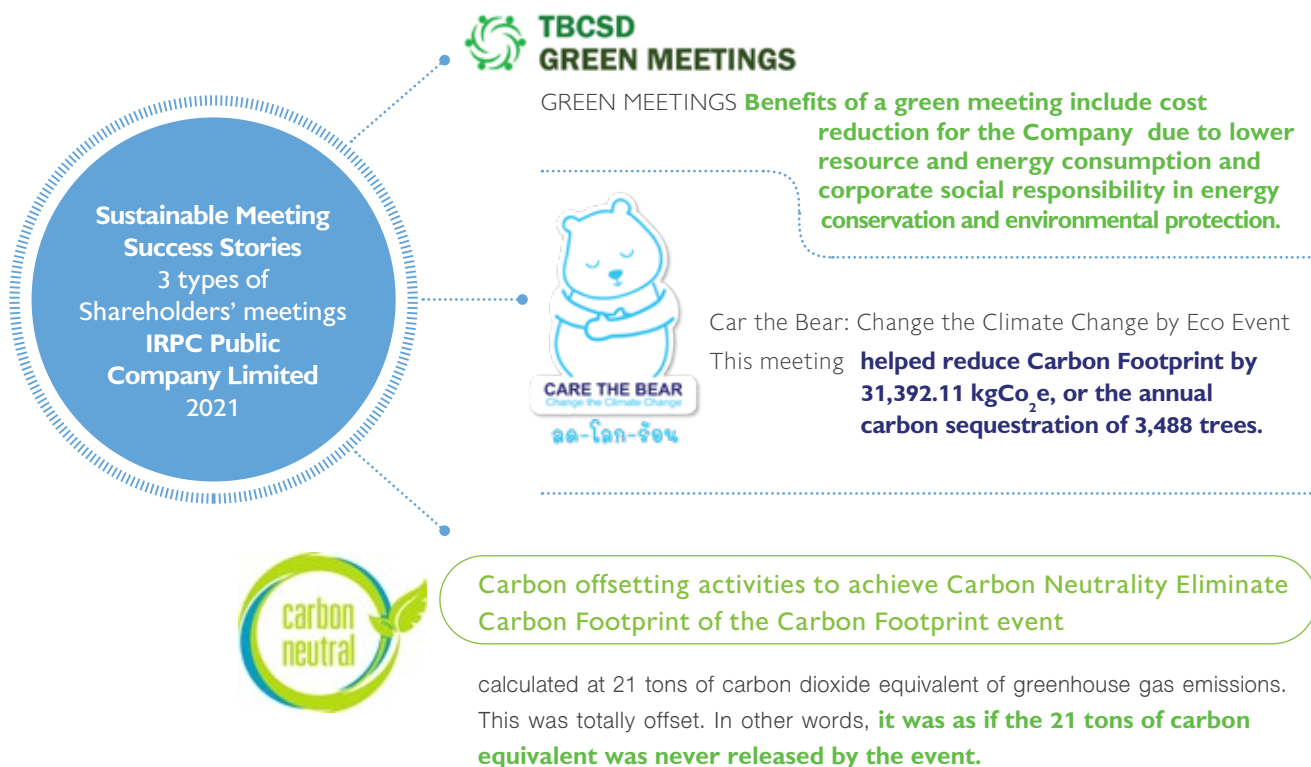 TBCSD
GREEN MEETINGS
GREEN MEETINGS Benefits of a green meeting include cost
reduction for the Company due to lower
resource and energy consumption and
corporate social responsibility in energy
conservation and environmental protection.
Sustainable Meeting
Success Stories
3 types of
Shareholders' meetings
IRPC Public
Company Limited
2021
CARE THE BEAR
Change the Climate Change
ลด-โลก-ร้อน
Car the Bear: Change the Climate Change by Eco Event
This meeting helped reduce Carbon Footprint by
31,392.11 kgCo₂e, or the annual
carbon sequestration of 3,488 trees.
carbon
neutral
Carbon offsetting activities to achieve Carbon Neutrality Eliminate
Carbon Footprint of the Carbon Footprint event
calculated at 21 tons of carbon dioxide equivalent of greenhouse gas emissions.
This was totally offset. In other words, it was as if the 21 tons of carbon
equivalent was never released by the event.